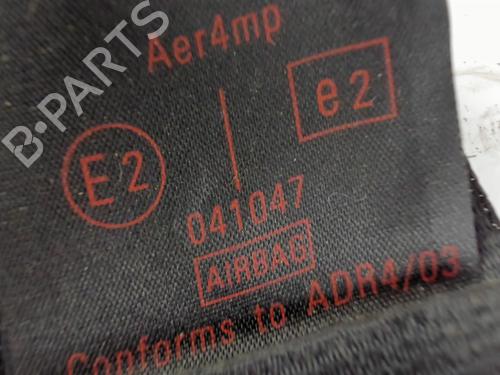 Aer4mp
E2
e2
041047
AIRBAG
Conforms to ADR4/03
B-PARTS